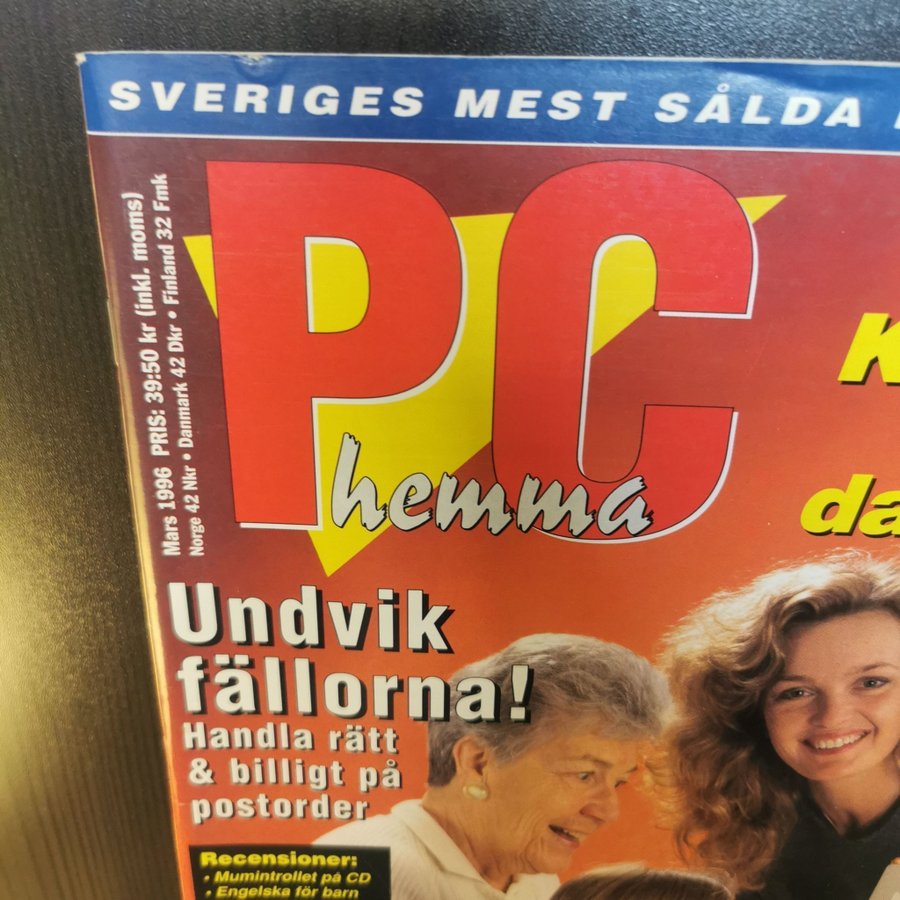 SVERIGES MEST SÅLDA
PC
hemma
Mars 1996 PRIS: 39:50 kr (inkl. moms)
Norge 42 Nkr • Danmark 42 Dkr • Finland 32 Fmk
K
da
Undvik
fällorna!
Handla rätt
& billigt på
postorder
Recensioner:
• Mumintrollet på CD
• Engelska för barn